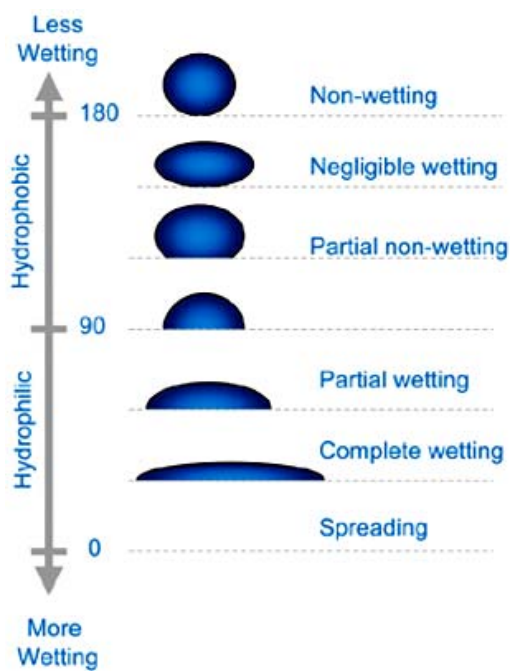 Less
Wetting
180
Non-wetting
Hydrophobic
Negligible wetting
Partial non-wetting
90
Hydrophilic
Partial wetting
Complete wetting
Spreading
0
More
Wetting